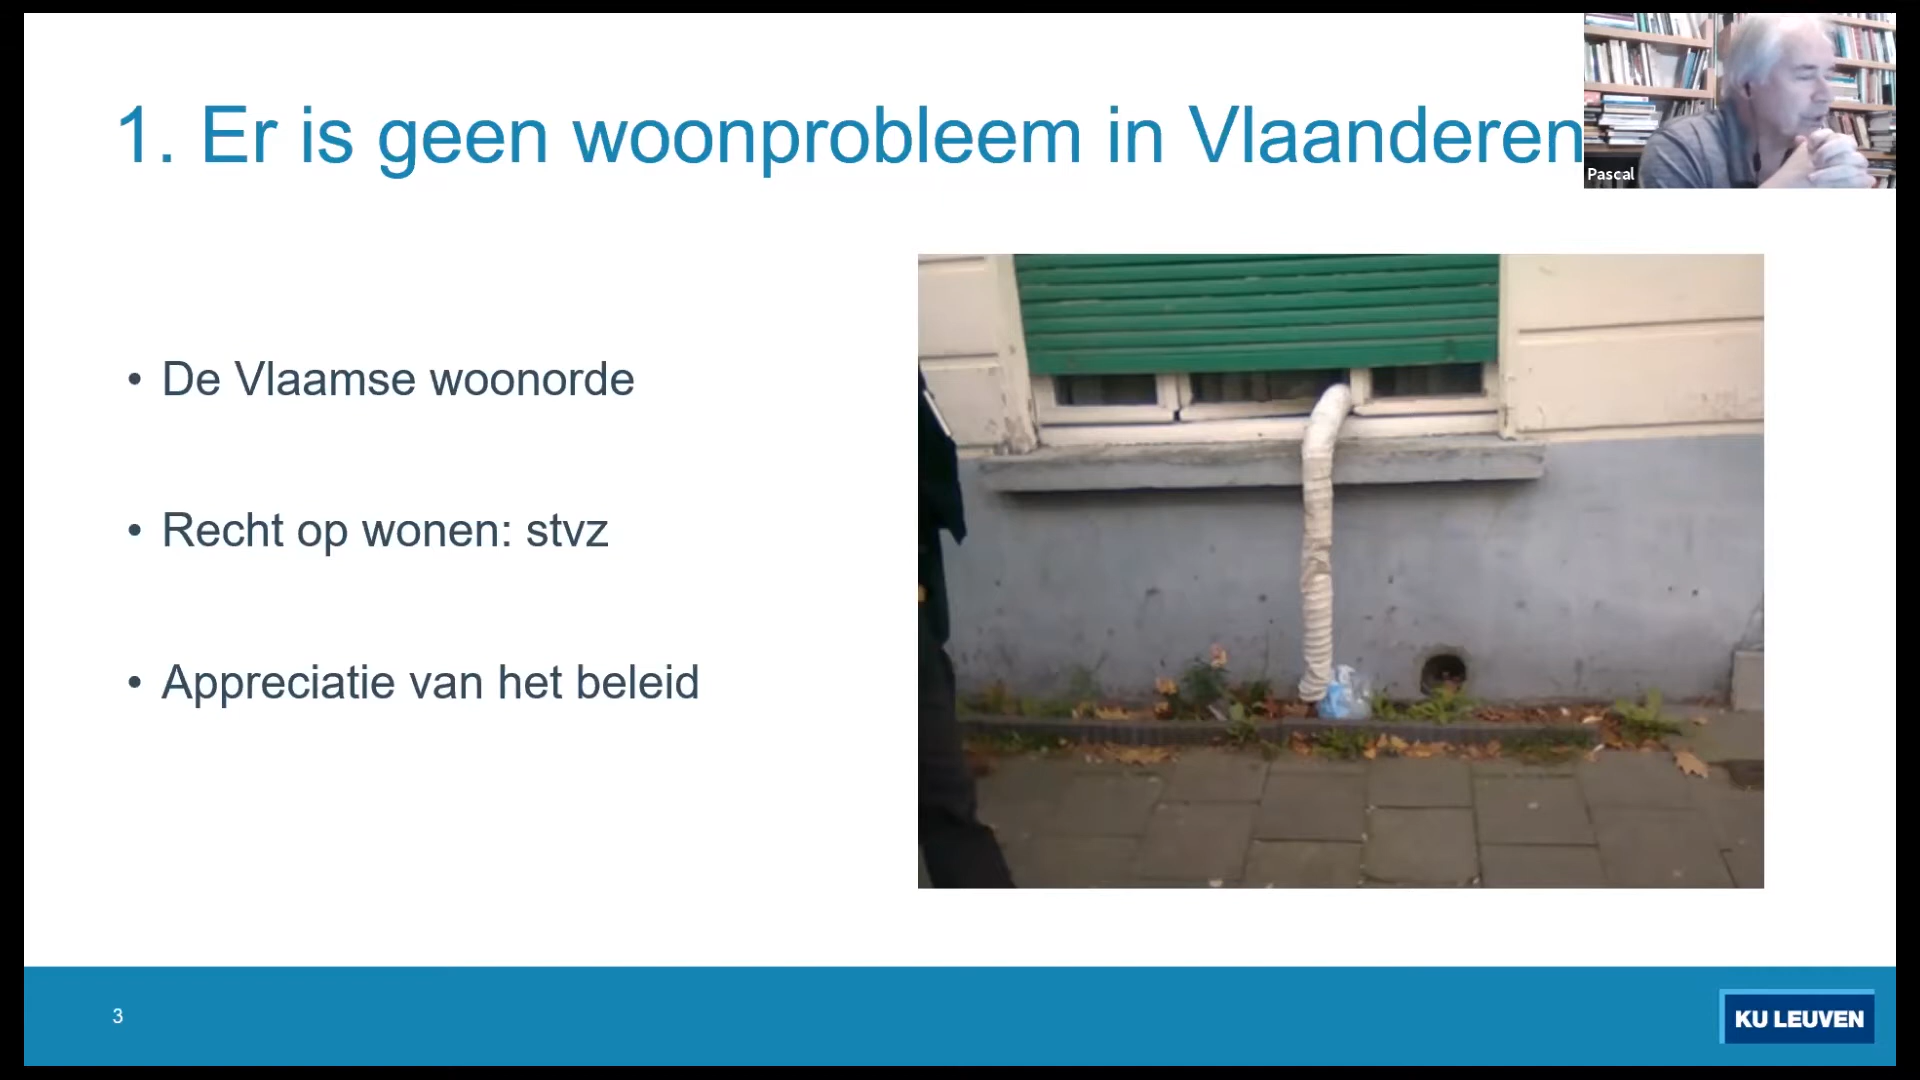 1. Er is geen woonprobleem in Vlaanderen
Pascal
• De Vlaamse woonorde
• Recht op wonen: stvz
• Appreciatie van het beleid
3
KU LEUVEN